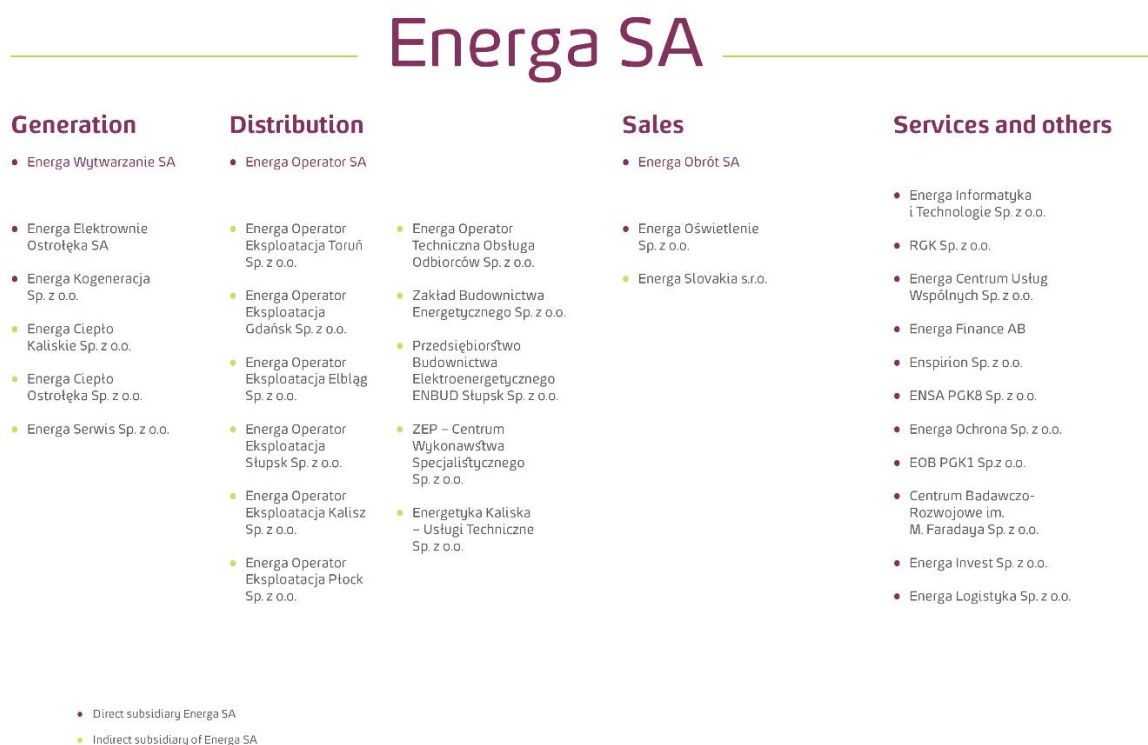 Energa SA
Generation
• Energa Wytwarzanie SA
• Energa Elektrownie
Ostrołęka SA
• Energa Kogeneracja
Sp. z o.o.
• Energa Ciepło
Kaliskie Sp. z o.o.
• Energa Ciepło
Ostrołęka Sp. z o.o.
• Energa Serwis Sp. z o.o.
Distribution
• Energa Operator SA
• Energa Operator
Eksploatacja Toruń
Sp. z o.o.
• Energa Operator
Eksploatacja
Gdańsk Sp. z o.o.
• Energa Operator
Eksploatacja Elbląg
Sp. z o.o.
• Energa Operator
Eksploatacja
Słupsk Sp. z o.o.
• Energa Operator
Eksploatacja Kalisz
Sp. z o.o.
• Energa Operator
Eksploatacja Płock
Sp. z o.o.
• Energa Operator
Techniczna Obsługa
Odbiorców Sp. z o.o.
• Zakład Budownictwa
Energetycznego Sp. z o.o.
• Przedsiębiorstwo
Budownictwa
Elektroenergetycznego
ENBUD Słupsk Sp. z o.o.
• ZEP – Centrum
Wykonawstwa
Specjalistycznego
Sp. z o.o.
• Energetyka Kaliska
– Usługi Techniczne
Sp. z o.o.
Sales
• Energa Obrót SA
• Energa Oświetlenie
Sp. z o.o.
• Energa Slovakia s.r.o.
Services and others
• Energa Informatyka
i Technologie Sp. z o.o.
• RGK Sp. z o.o.
• Energa Centrum Usług
Wspólnych Sp. z o.o.
• Energa Finance AB
• Enspirion Sp. z o.o.
• ENSA PGK8 Sp. z o.o.
• Energa Ochrona Sp. z o.o.
• EOB PGK1 Sp.z o.o.
• Centrum Badawczo-
Rozwojowe im.
M. Faradaya Sp. z o.o.
• Energa Invest Sp. z o.o.
• Energa Logistyka Sp. z o.o.
• Direct subsidiary Energa SA
• Indirect subsidiary of Energa SA